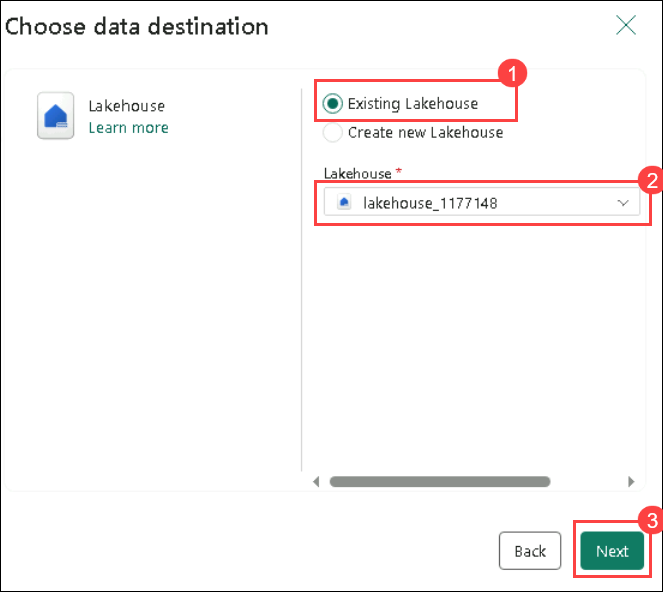 Choose data destination
Lakehouse
Learn more
1
Existing Lakehouse
Create new Lakehouse
Lakehouse *
2
lakehouse_1177148
3
Back
Next